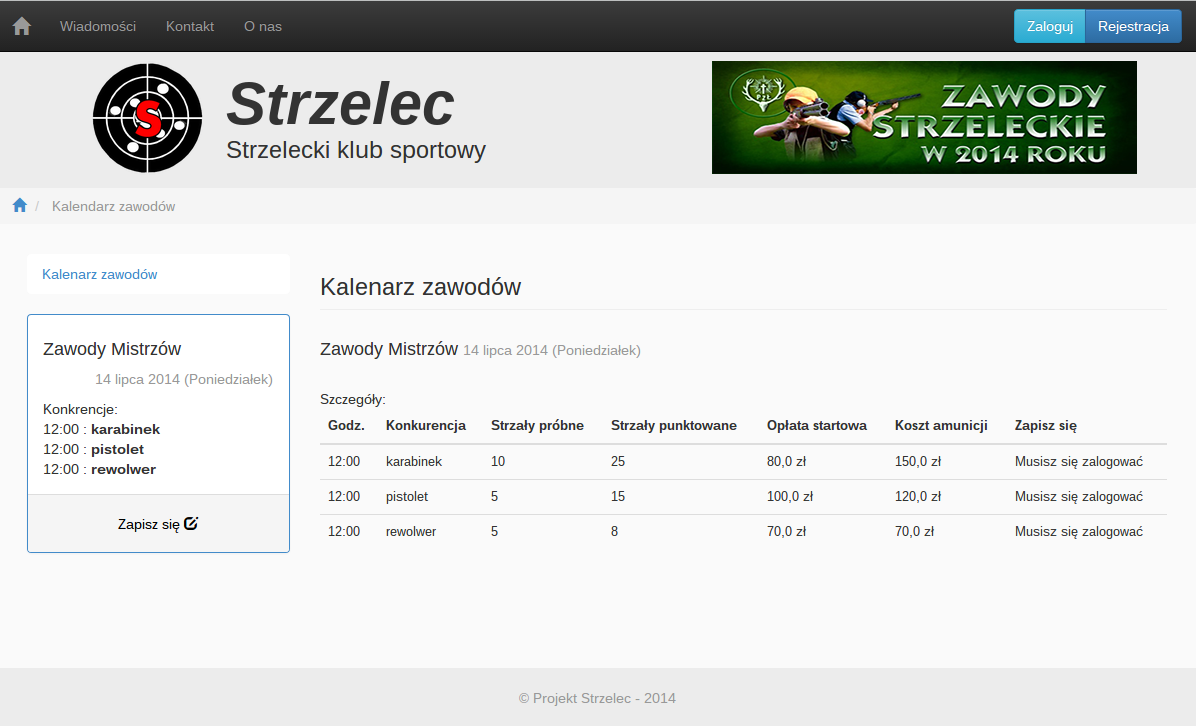 Wiadomości Kontakt O nas Zaloguj Rejestracja
S
Strzelec
Strzelecki klub sportowy
PZŁ
ZAWODY
STRZELECKIE
W 2014 ROKU
/ Kalendarz zawodów
Kalenarz zawodów
Zawody Mistrzów
14 lipca 2014 (Poniedziałek)
Konkrencje:
12:00 : karabinek
12:00 : pistolet
12:00 : rewolwer
Zapisz się
Kalenarz zawodów
Zawody Mistrzów 14 lipca 2014 (Poniedziałek)
Szczegóły:
Godz. Konkurencja Strzały próbne Strzały punktowane Opłata startowa Koszt amunicji Zapisz się
12:00 karabinek 10 25 80,0 zł 150,0 zł Musisz się zalogować
12:00 pistolet 5 15 100,0 zł 120,0 zł Musisz się zalogować
12:00 rewolwer 5 8 70,0 zł 70,0 zł Musisz się zalogować
© Projekt Strzelec - 2014